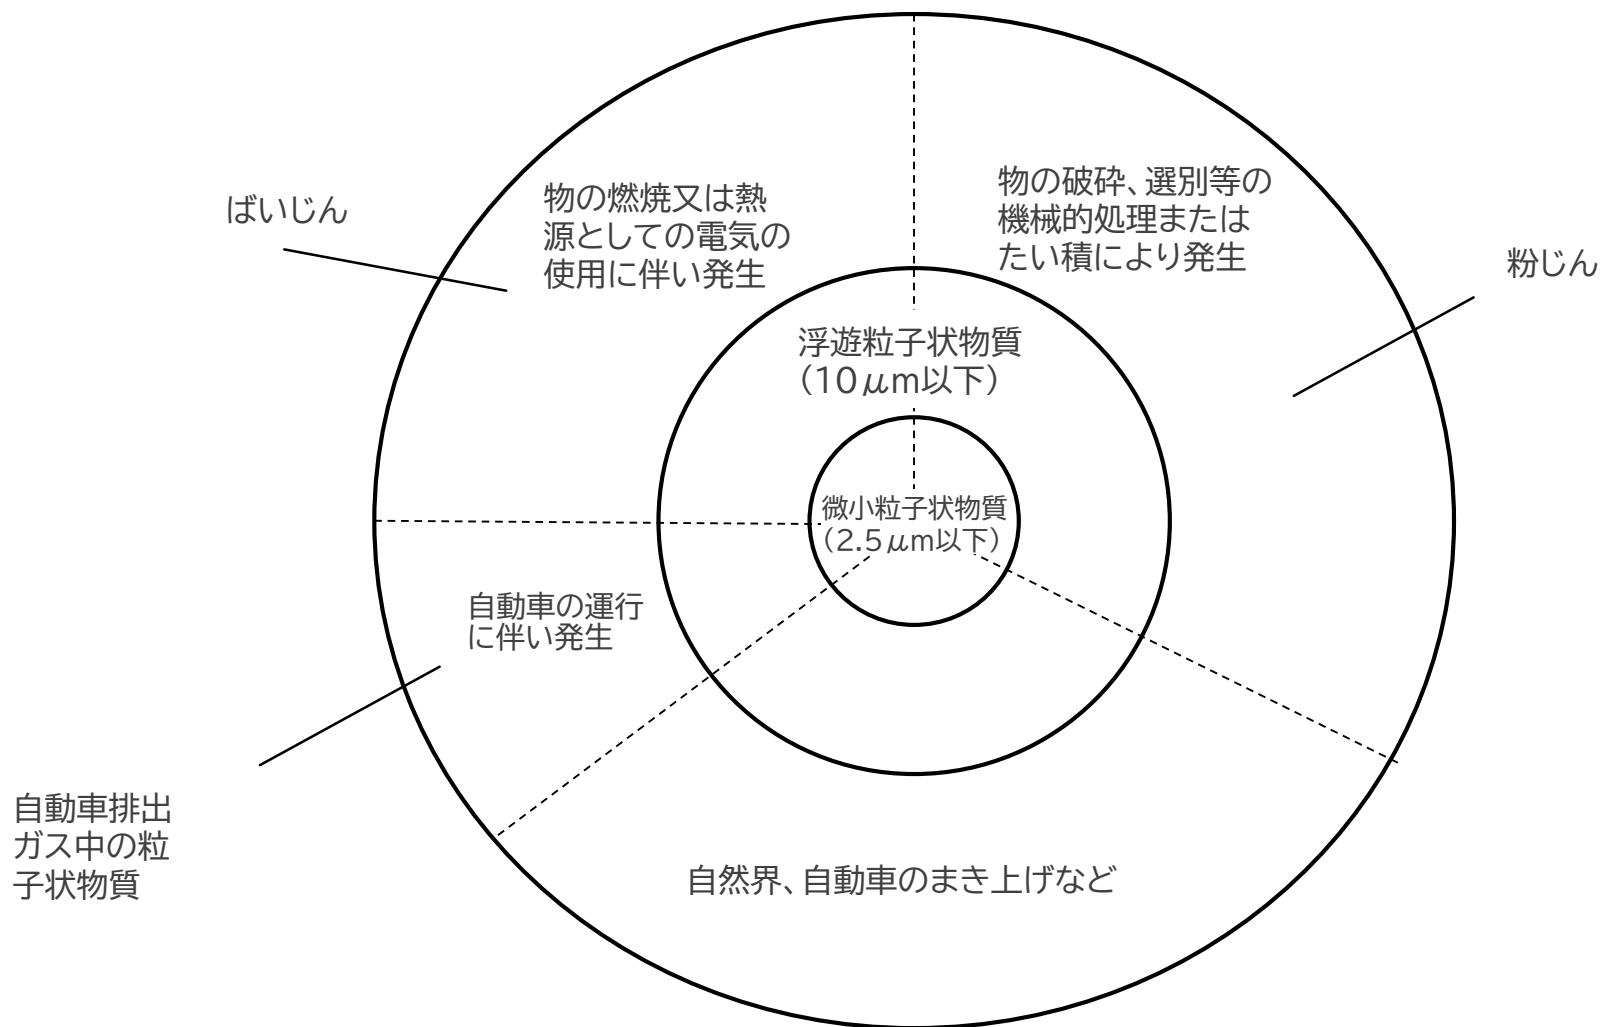 ばいじん
物の燃焼又は熱
源としての電気の
使用に伴い発生
物の破砕、選別等の
機械的処理または
たい積により発生
粉じん
浮遊粒子状物質
（10μm以下）
微小粒子状物質
（2.5μm以下）
自動車の運行
に伴い発生
自動車排出
ガス中の粒
子状物質
自然界、自動車のまき上げなど